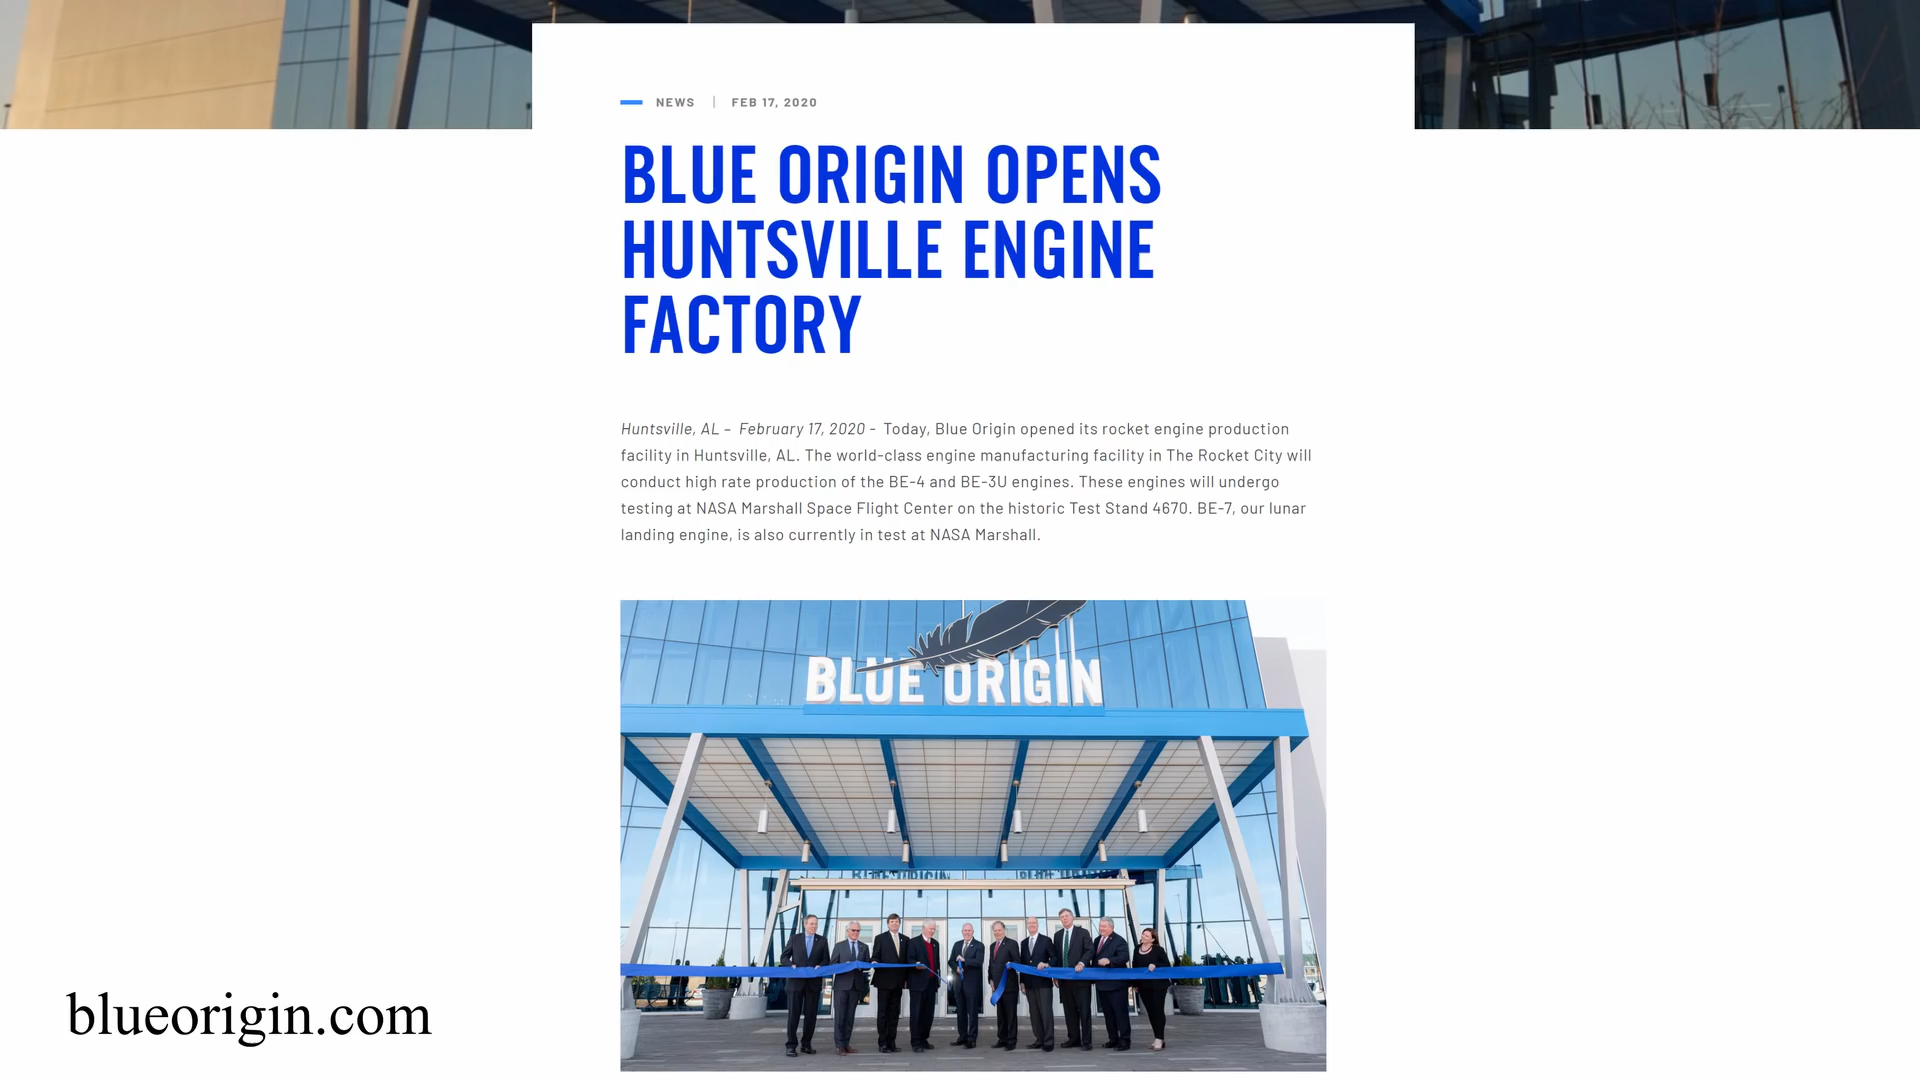 NEWS | FEB 17, 2020
BLUE ORIGIN OPENS
HUNTSVILLE ENGINE
FACTORY
Huntsville, AL – February 17, 2020 - Today, Blue Origin opened its rocket engine production
facility in Huntsville, AL. The world-class engine manufacturing facility in The Rocket City will
conduct high rate production of the BE-4 and BE-3U engines. These engines will undergo
testing at NASA Marshall Space Flight Center on the historic Test Stand 4670. BE-7, our lunar
landing engine, is also currently in test at NASA Marshall.
BLUE ORIGIN
BLUE ORIGIN
blueorigin.com